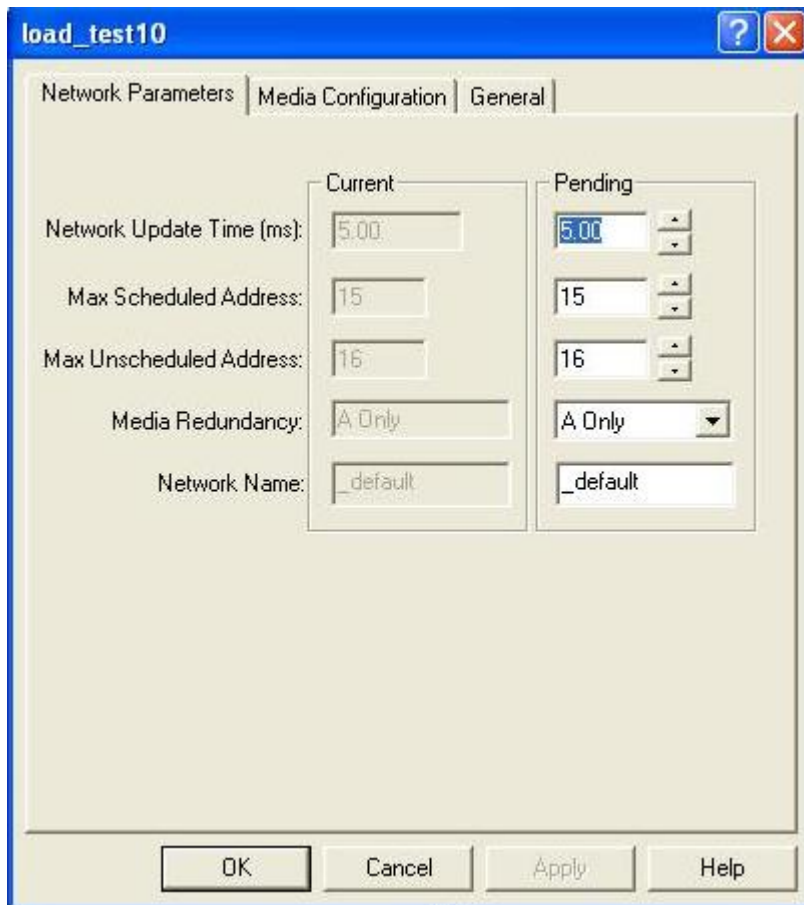 load_test10
Network Parameters Media Configuration General
Current Pending
Network Update Time (ms): 5.00 5.00
Max Scheduled Address: 15 15
Max Unscheduled Address: 16 16
Media Redundancy: A Only A Only
Network Name: _default _default
OK Cancel Apply Help